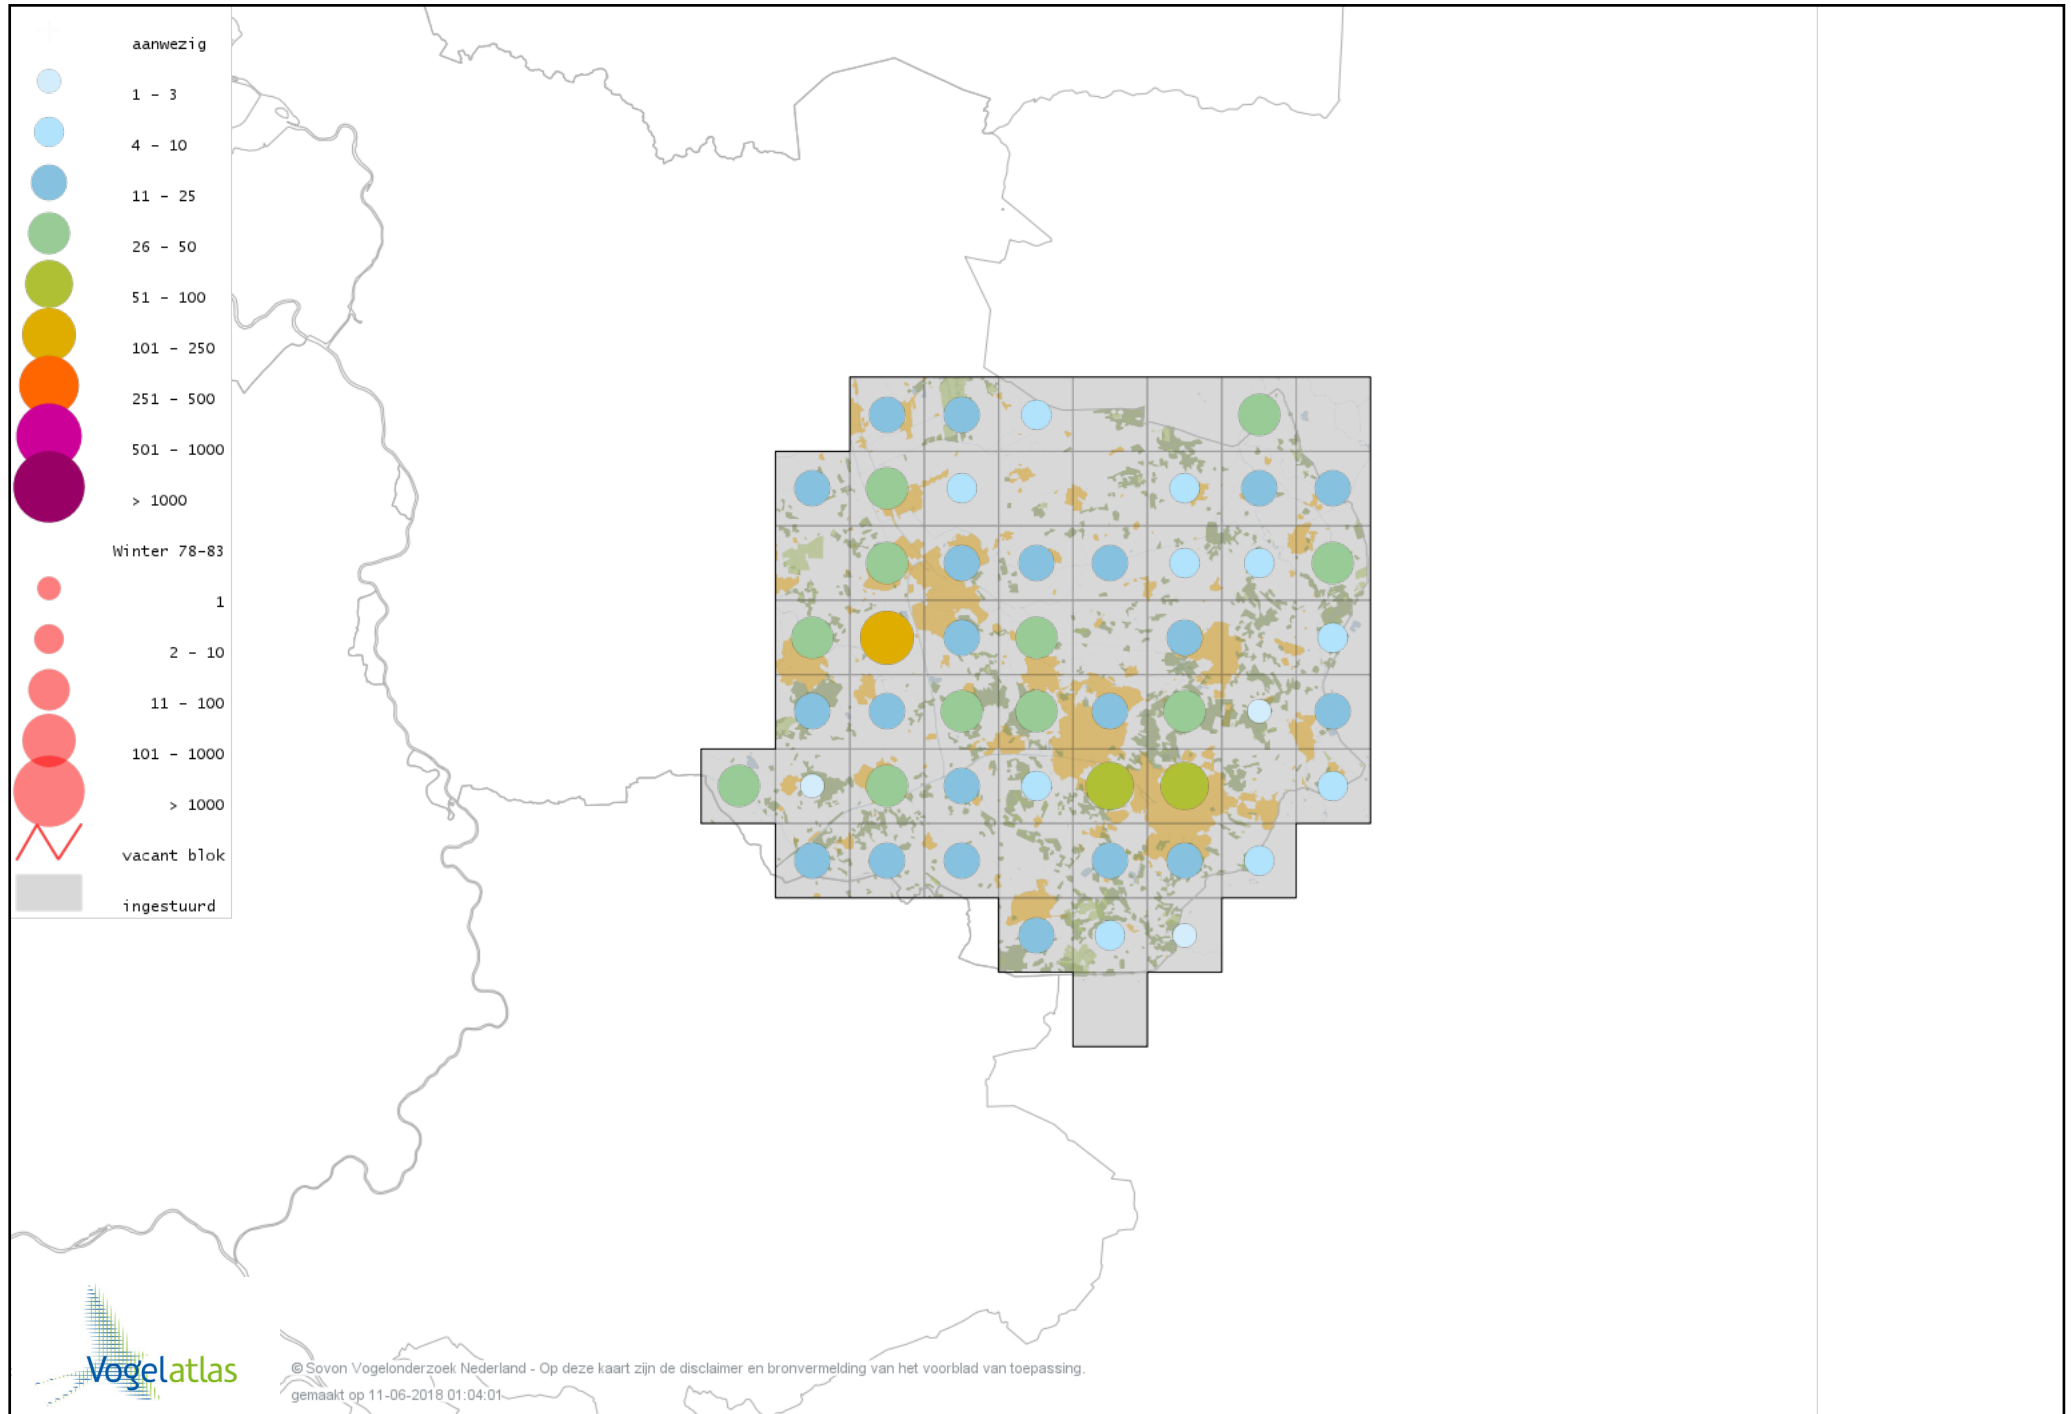 aanwezig
1 - 3
4 - 10
11 - 25
26 - 50
51 - 100
101 - 250
251 - 500
501 - 1000
> 1000
Winter 78-83
1
2 - 10
11 - 100
101 - 1000
> 1000
vacant blok
ingestuurd
Vogelatlas
© Sovon Vogelonderzoek Nederland - Op deze kaart zijn de disclaimer en bronvermelding van het voorblad van toepassing.
gemaakt op 11-06-2018 01:04:01